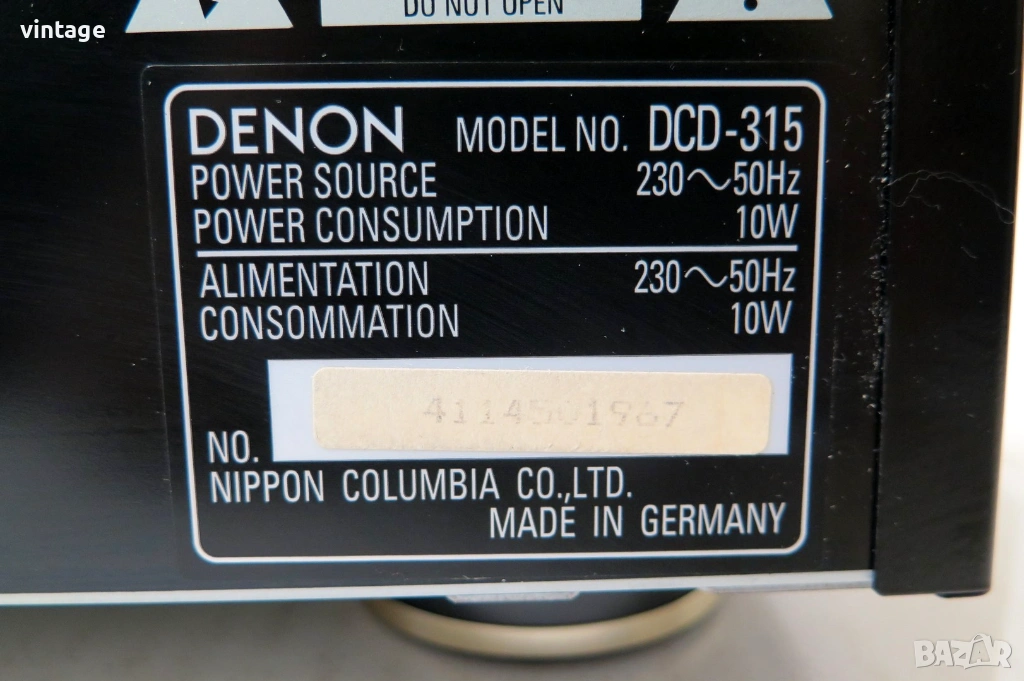 vintage
DO NOT OPEN
DENON MODEL NO. DCD-315
POWER SOURCE 230～50Hz
POWER CONSUMPTION 10W
ALIMENTATION 230～50Hz
CONSOMMATION 10W
4114501967
NO.
NIPPON COLUMBIA CO.,LTD.
MADE IN GERMANY
BAZAR